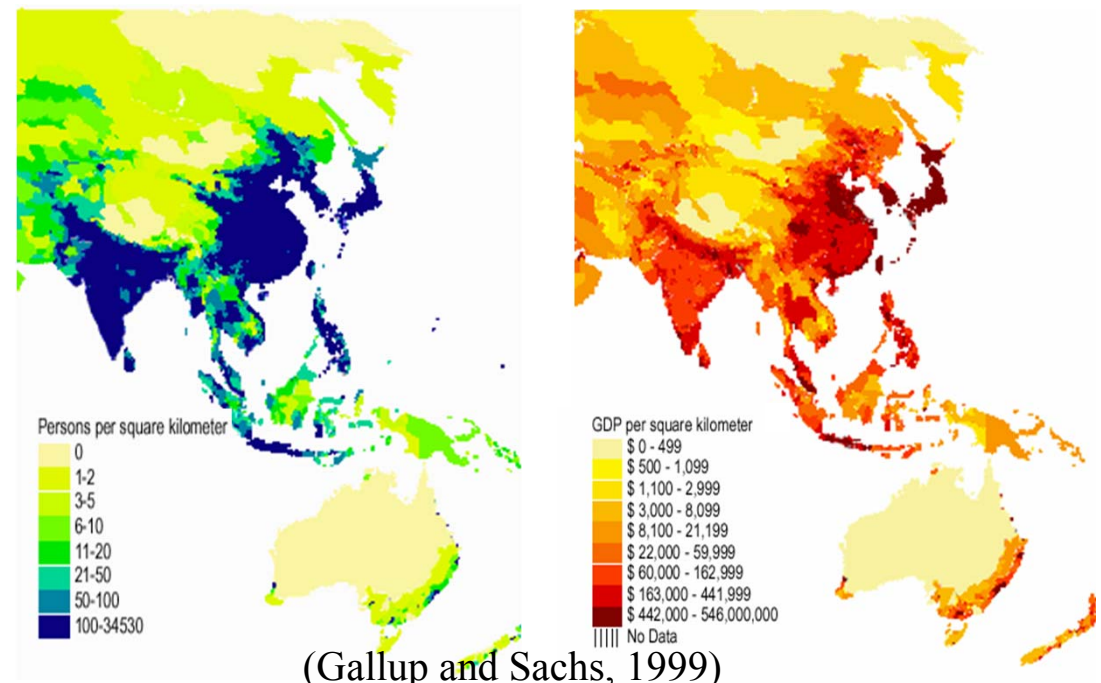 Persons per square kilometer
0
1-2
3-5
6-10
11-20
21-50
50-100
100-34530
GDP per square kilometer
$ 0 - 499
$ 500 - 1,099
$ 1,100 - 2,999
$ 3,000 - 8,099
$ 8,100 - 21,199
$ 22,000 - 59,999
$ 60,000 - 162,999
$ 163,000 - 441,999
$ 442,000 - 546,000,000
No Data
(Gallup and Sachs, 1999)